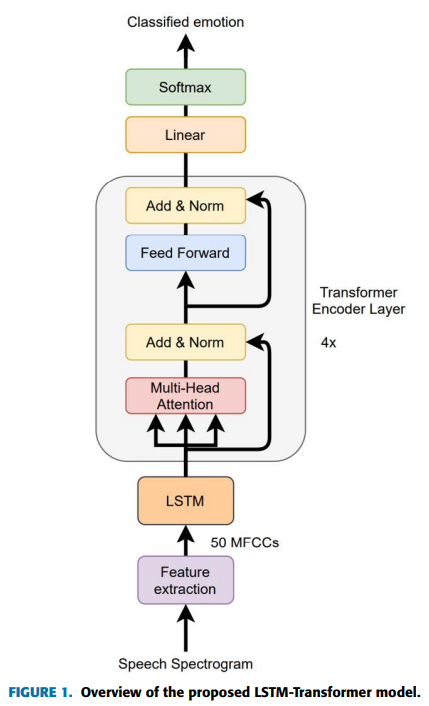 Classified emotion
Softmax
Linear
Add & Norm
Feed Forward
Transformer
Encoder Layer
Add & Norm
4x
Multi-Head
Attention
LSTM
50 MFCCs
Feature
extraction
Speech Spectrogram
FIGURE 1. Overview of the proposed LSTM-Transformer model.